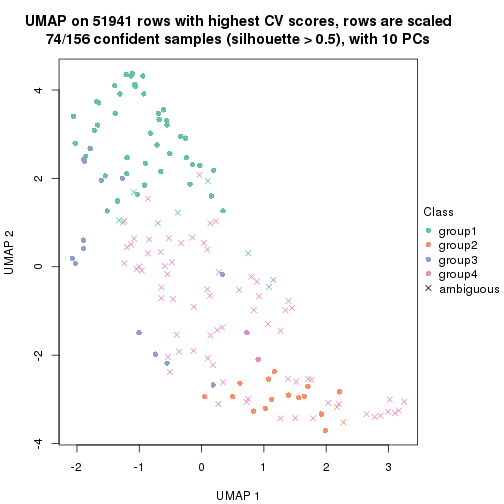 UMAP on 51941 rows with highest CV scores, rows are scaled
74/156 confident samples (silhouette > 0.5), with 10 PCs
4
2
0
-2
-4
UMAP 2
-2
-1
0
1
2
3
UMAP 1
Class
group1
group2
group3
group4
ambiguous